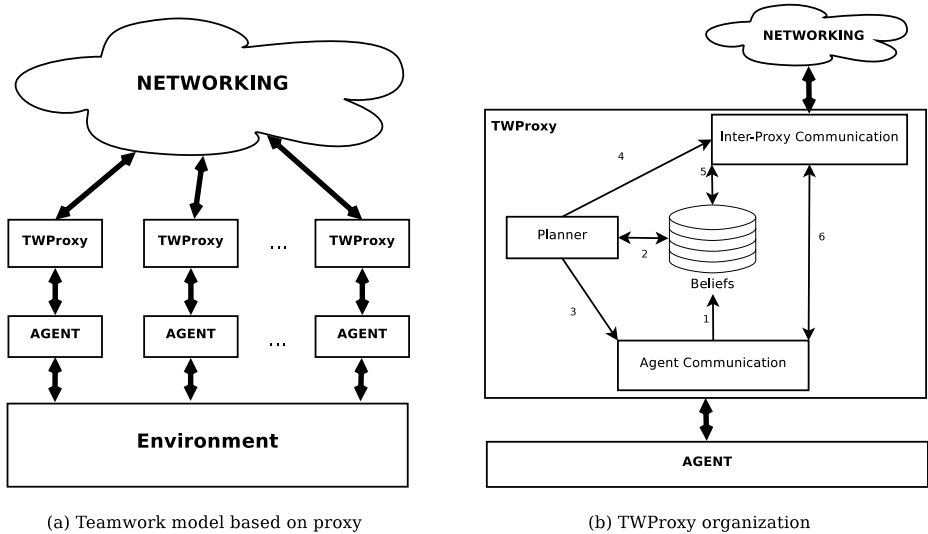 NETWORKING
TWProxy
TWProxy
...
TWProxy
AGENT
AGENT
...
AGENT
Environment
(a) Teamwork model based on proxy
NETWORKING
TWProxy
Inter-Proxy Communication
4
5
Planner
2
6
Beliefs
3
1
Agent Communication
AGENT
(b) TWProxy organization